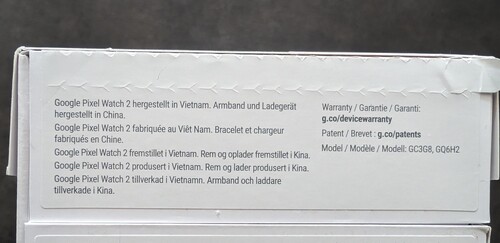 Google Pixel Watch 2 hergestellt in Vietnam. Armband und Ladegerät
hergestellt in China.
Google Pixel Watch 2 fabriquée au Viêt Nam. Bracelet et chargeur
fabriqués en Chine.
Google Pixel Watch 2 fremstillet i Vietnam. Rem og oplader fremstillet i Kina.
Google Pixel Watch 2 produsert i Vietnam. Rem og lader produsert i Kina.
Google Pixel Watch 2 tillverkad i Vietnamn. Armband och laddare
tillverkade i Kina.
Warranty / Garantie / Garanti:
g.co/devicewarranty
Patent / Brevet : g.co/patents
Model / Modèle / Modell: GC3G8, GQ6H2